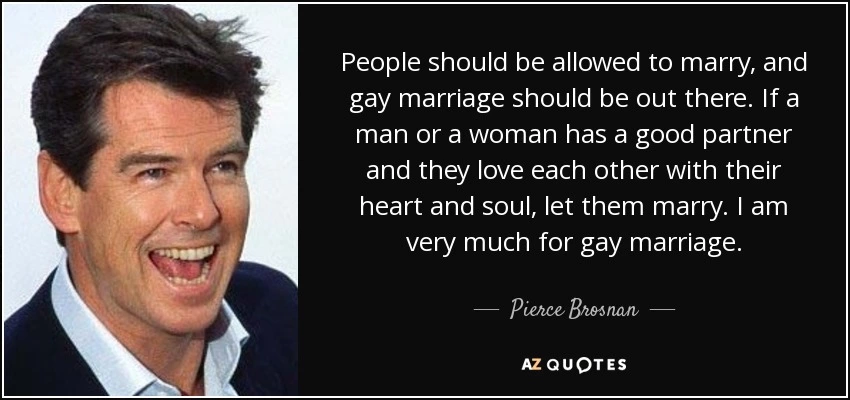 People should be allowed to marry, and
gay marriage should be out there. If a
man or a woman has a good partner
and they love each other with their
heart and soul, let them marry. I am
very much for gay marriage.
Pierce Brosnan
AZ QUOTES